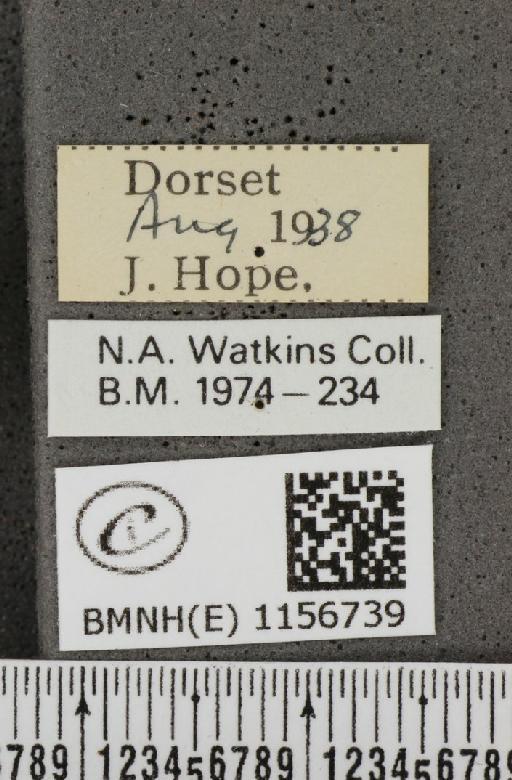 Dorset
Aug 1938
J. Hope.
N.A. Watkins Coll.
B.M. 1974–234
BMNH(E) 1156739
789 123456789 123456789